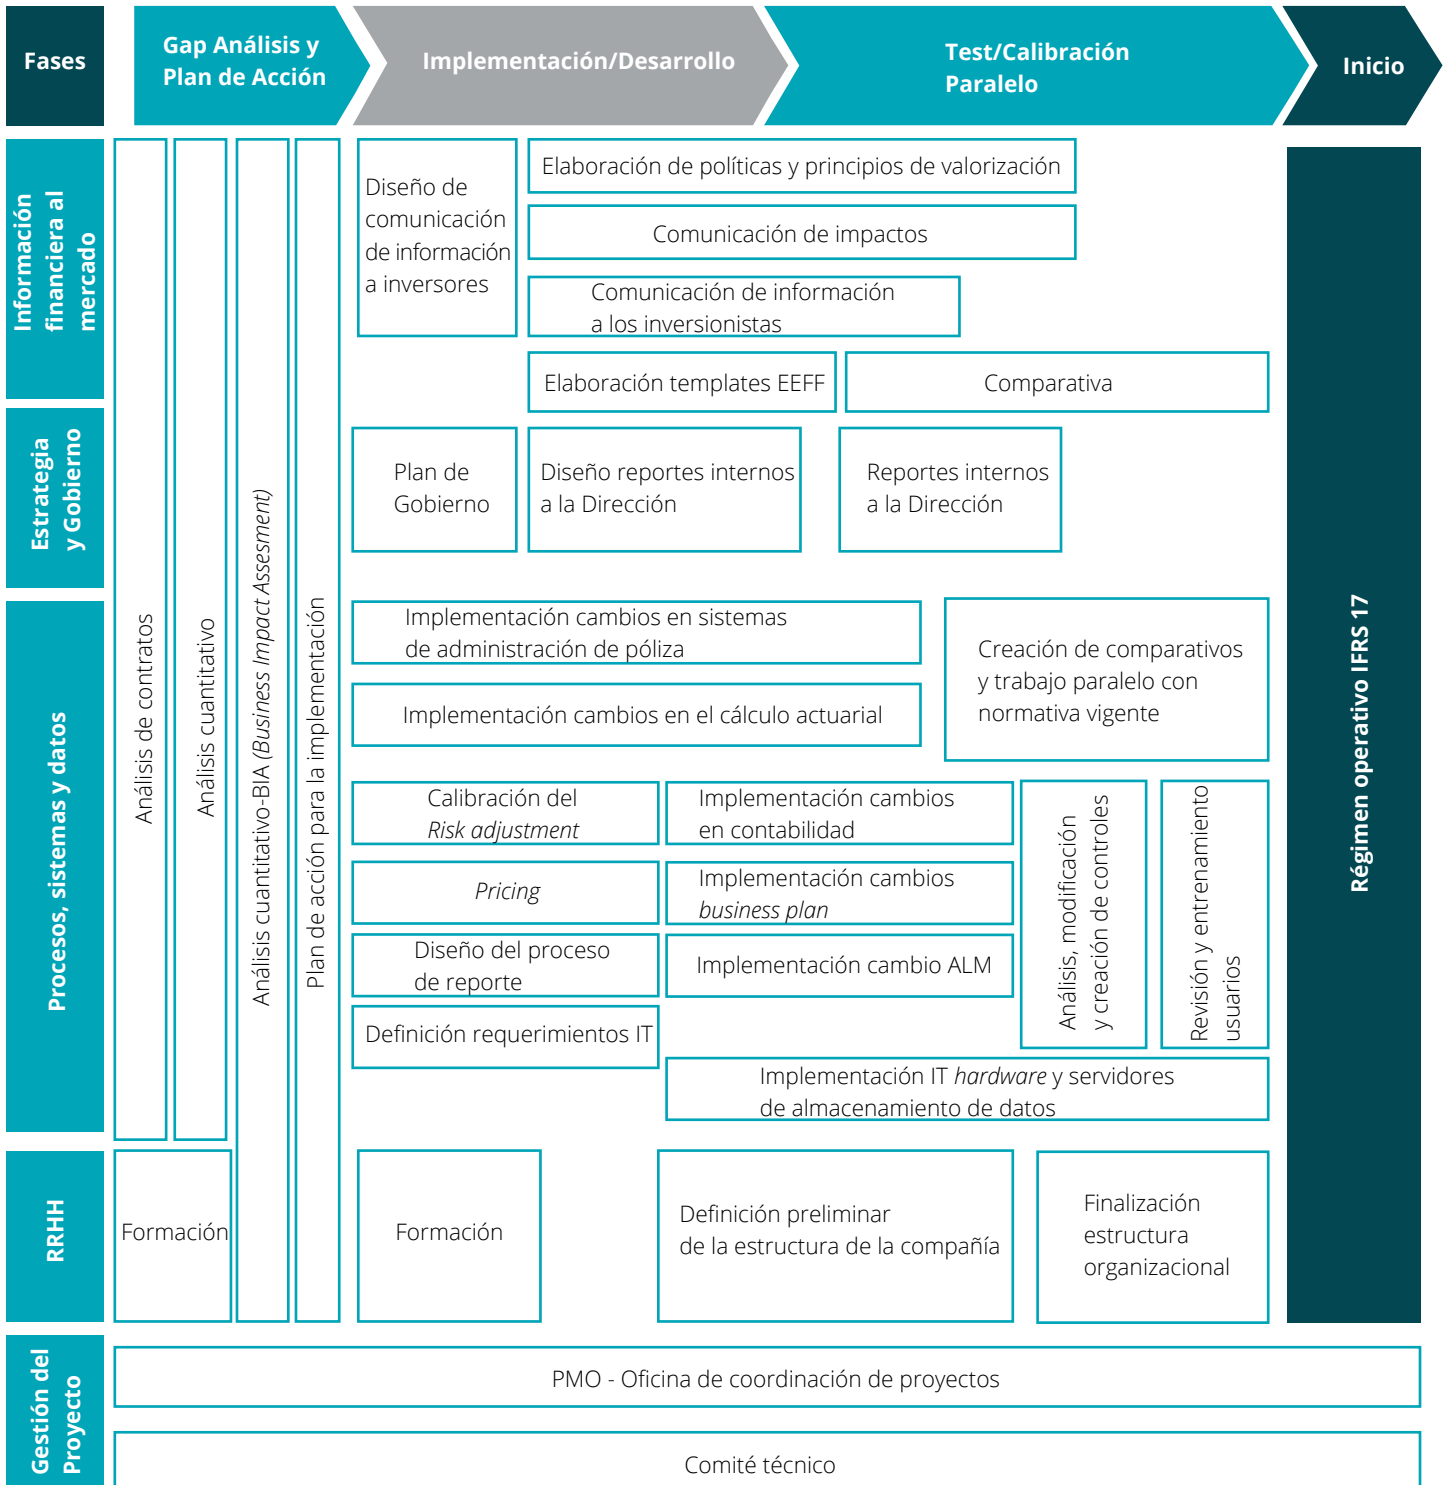 Fases
Gap Análisis y
Plan de Acción
Implementación/Desarrollo
Test/Calibración
Paralelo
Inicio
Información
financiera al
mercado
Diseño de
comunicación
de información
a inversores
Elaboración de políticas y principios de valorización
Comunicación de impactos
Comunicación de información
a los inversionistas
Elaboración templates EEFF
Comparativa
Estrategia
y Gobierno
Plan de
Gobierno
Diseño reportes internos
a la Dirección
Reportes internos
a la Dirección
Análisis de contratos
Análisis cuantitativo
Análisis cuantitativo-BIA (Business Impact Assesment)
Plan de acción para la implementación
Procesos, sistemas y datos
Implementación cambios en sistemas
de administración de póliza
Implementación cambios en el cálculo actuarial
Creación de comparativos
y trabajo paralelo con
normativa vigente
Calibración del
Risk adjustment
Implementación cambios
en contabilidad
Pricing
Implementación cambios
business plan
Diseño del proceso
de reporte
Implementación cambio ALM
Definición requerimientos IT
Análisis, modificación
y creación de controles
Revisión y entrenamiento
usuarios
Implementación IT hardware y servidores
de almacenamiento de datos
Régimen operativo IFRS 17
RRHH
Formación
Formación
Definición preliminar
de la estructura de la compañía
Finalización
estructura
organizacional
Gestión del
Proyecto
PMO - Oficina de coordinación de proyectos
Comité técnico